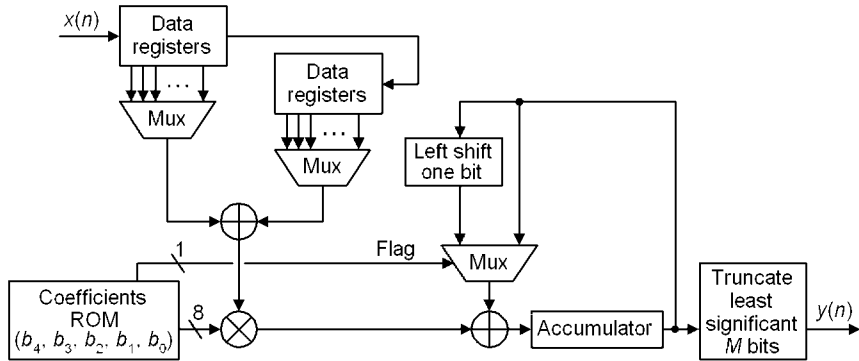 x(n)
Data
registers
...
Mux
Data
registers
...
Mux
Left shift
one bit
1
Flag
Mux
Coefficients
ROM
(b4, b3, b2, b1, b0)
8
Accumulator
Truncate
least
significant
M bits
y(n)